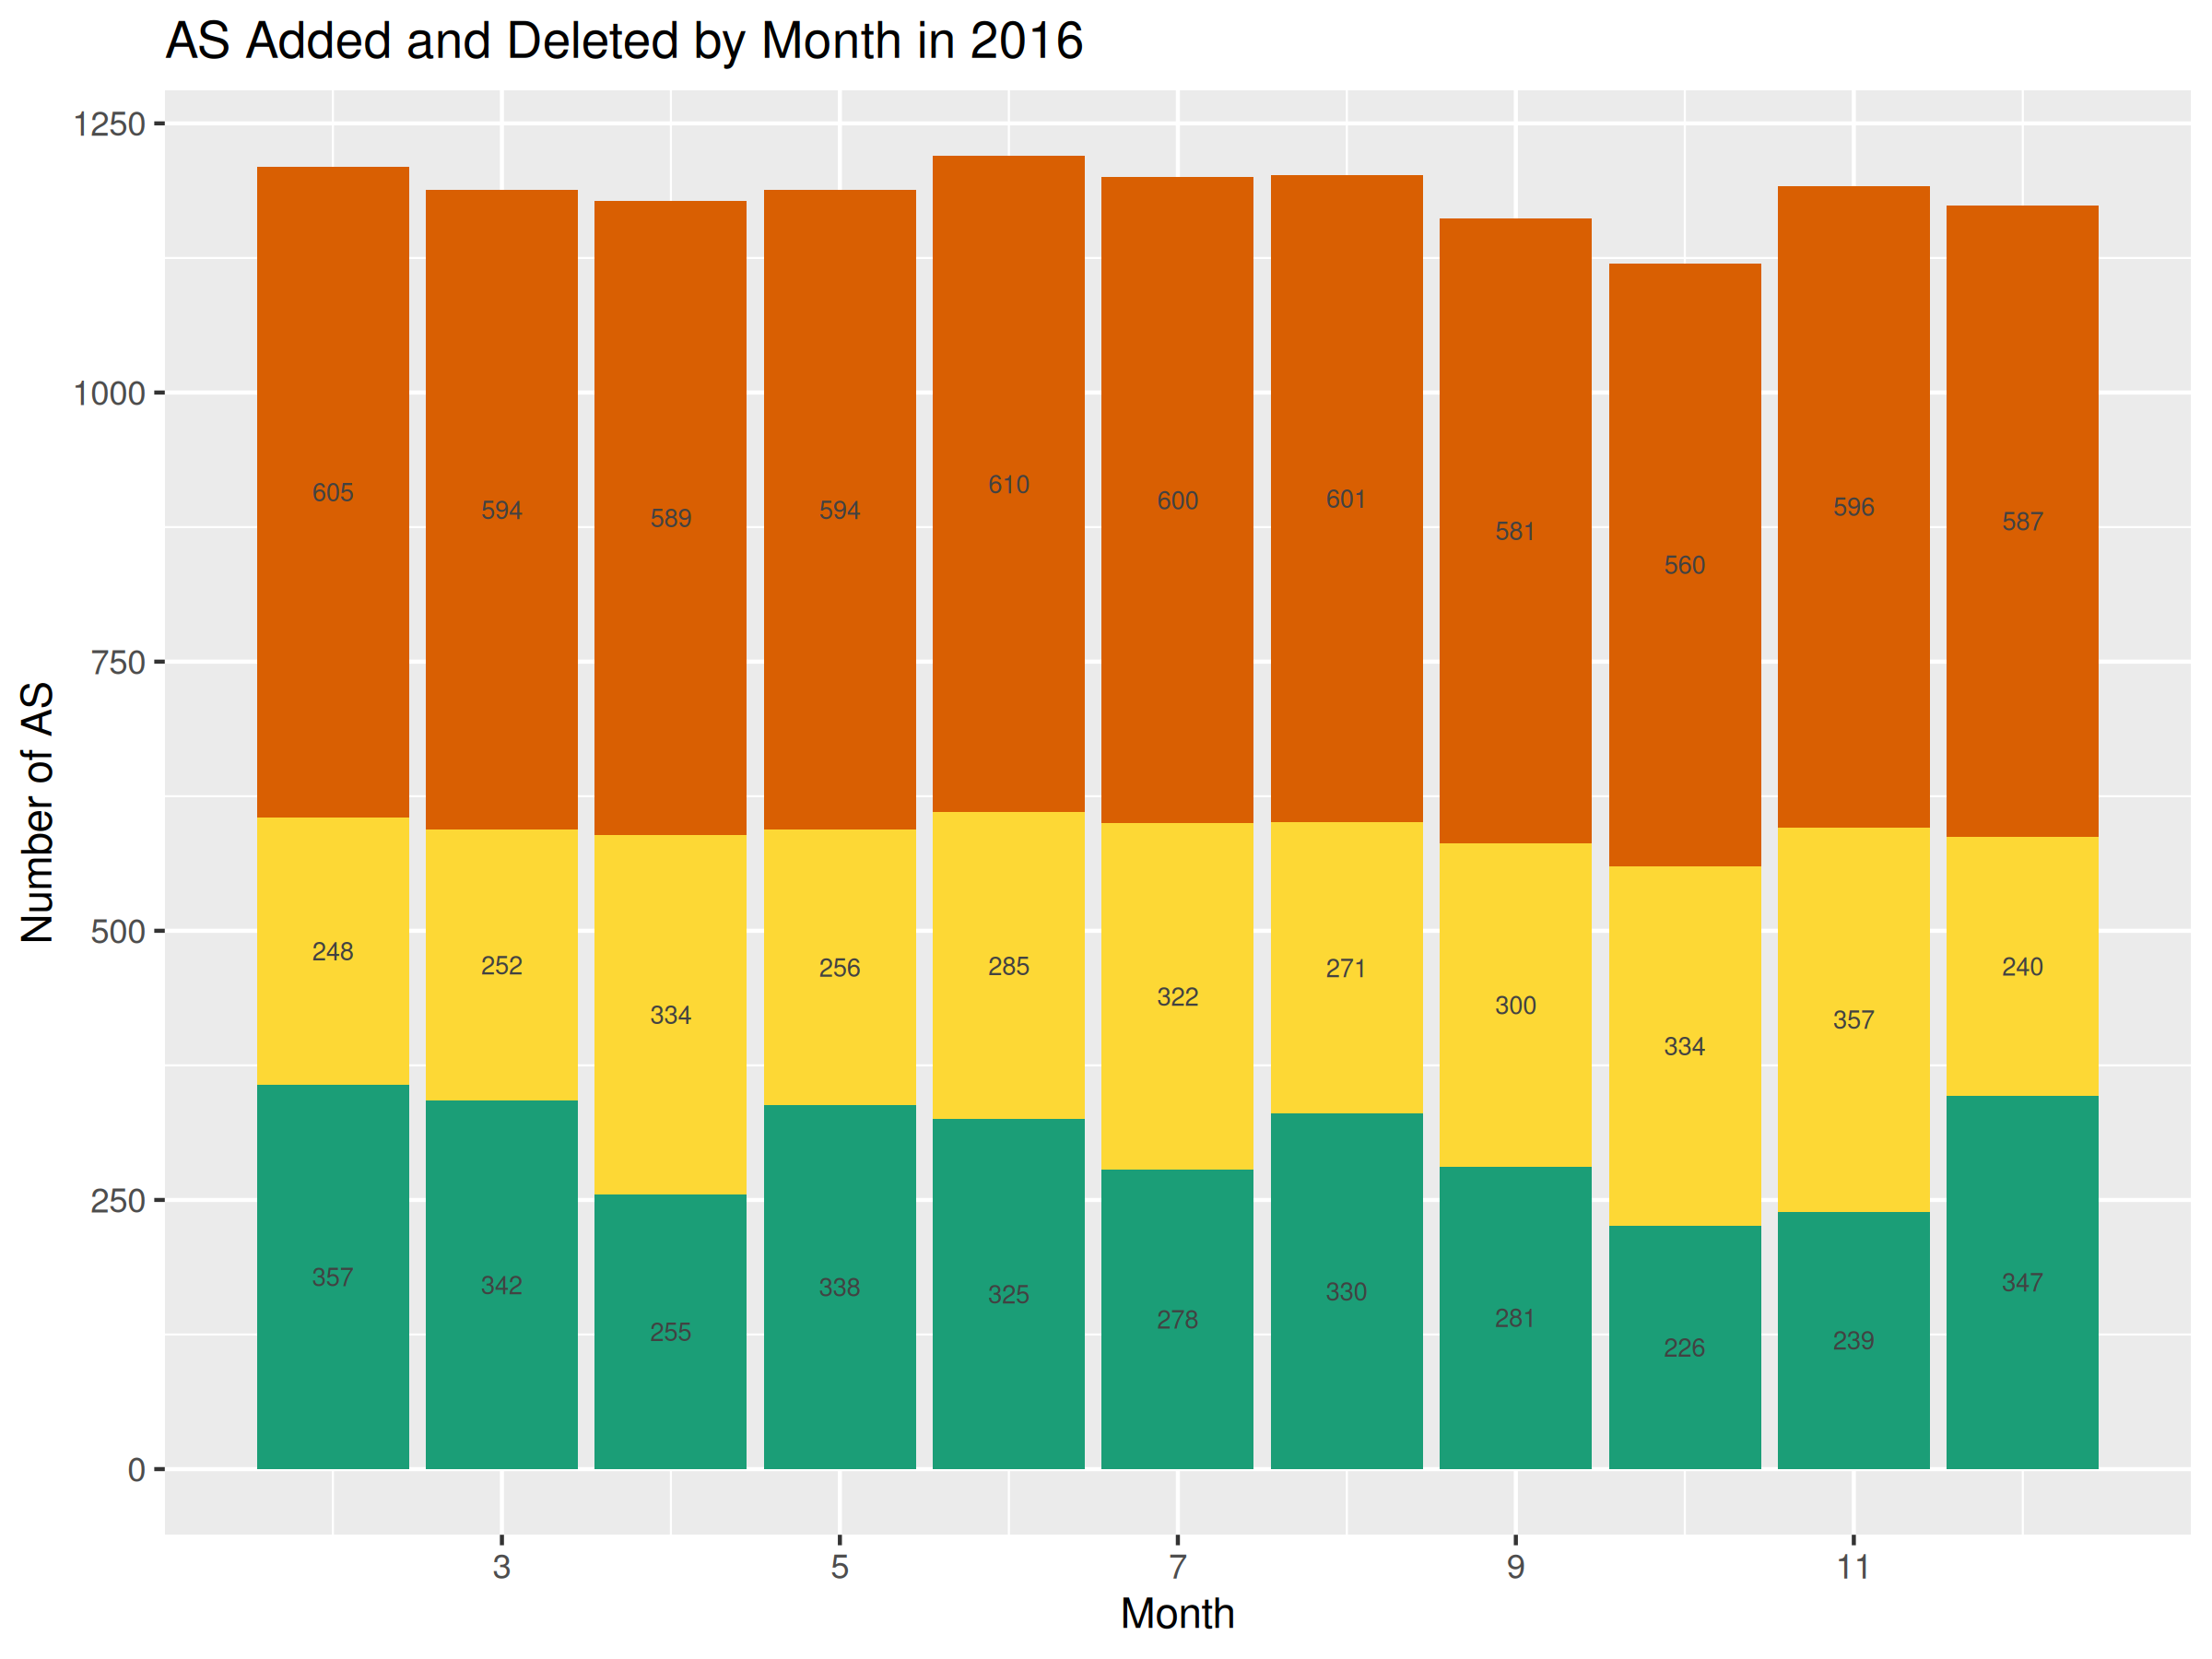 AS Added and Deleted by Month in 2016
Number of AS
1250
1000
750
500
250
0
605 594 589 594 610 600 601 581 560 596 587
248 252 334 256 285 322 271 300 334 357 240
357 342 255 338 325 278 330 281 226 239 347
3 5 7 9 11
Month